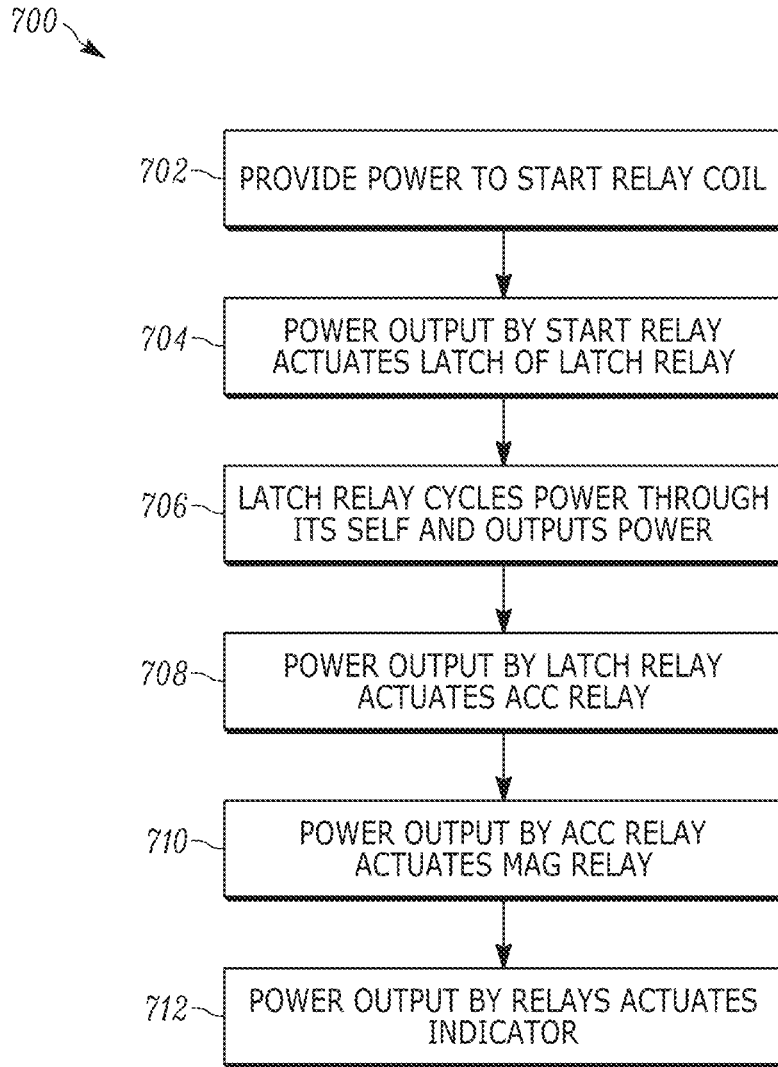 700
702
PROVIDE POWER TO START RELAY COIL
704
POWER OUTPUT BY START RELAY
ACTUATES LATCH OF LATCH RELAY
706
LATCH RELAY CYCLES POWER THROUGH
ITS SELF AND OUTPUTS POWER
708
POWER OUTPUT BY LATCH RELAY
ACTUATES ACC RELAY
710
POWER OUTPUT BY ACC RELAY
ACTUATES MAG RELAY
712
POWER OUTPUT BY RELAYS ACTUATES
INDICATOR